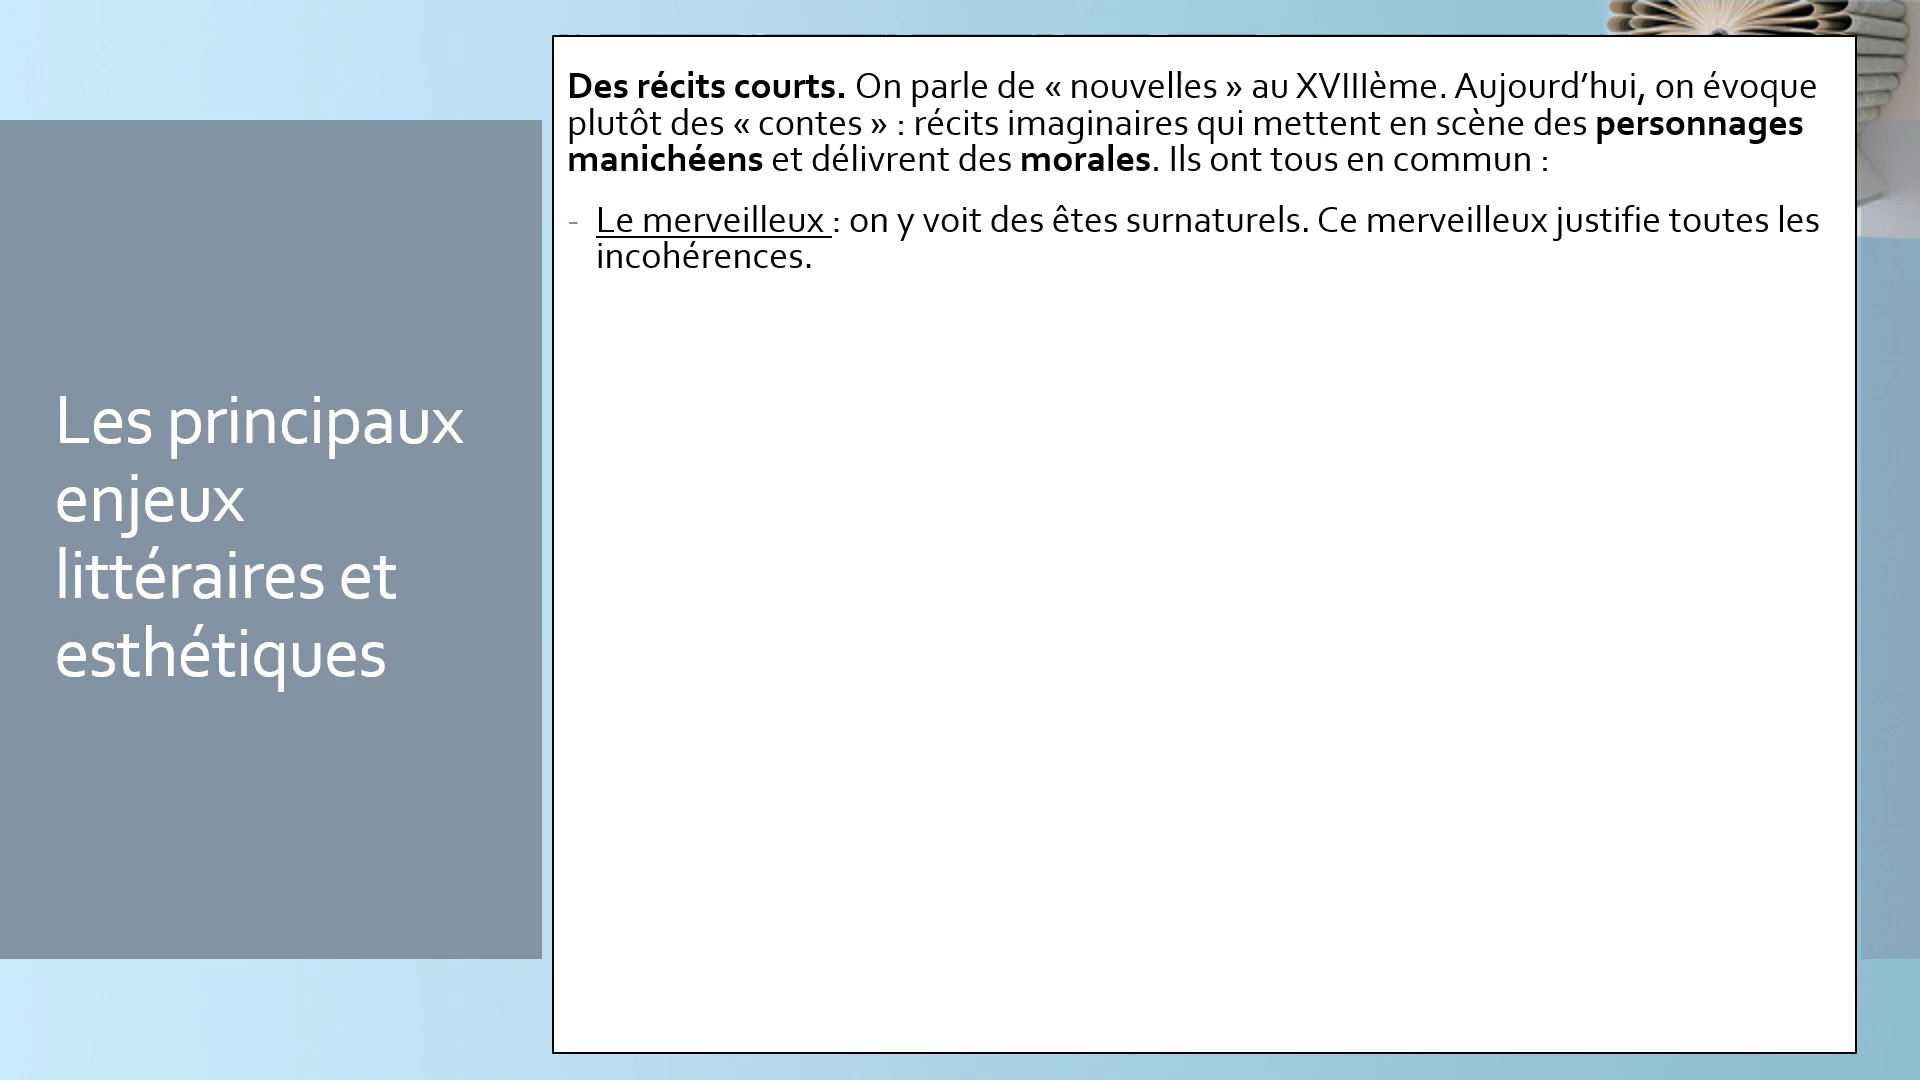 Les principaux
enjeux
littéraires et
esthétiques
Des récits courts. On parle de « nouvelles » au XVIIIème. Aujourd’hui, on évoque
plutôt des « contes » : récits imaginaires qui mettent en scène des personnages
manichéens et délivrent des morales. Ils ont tous en commun :
- Le merveilleux : on y voit des êtes surnaturels. Ce merveilleux justifie toutes les
incohérences.